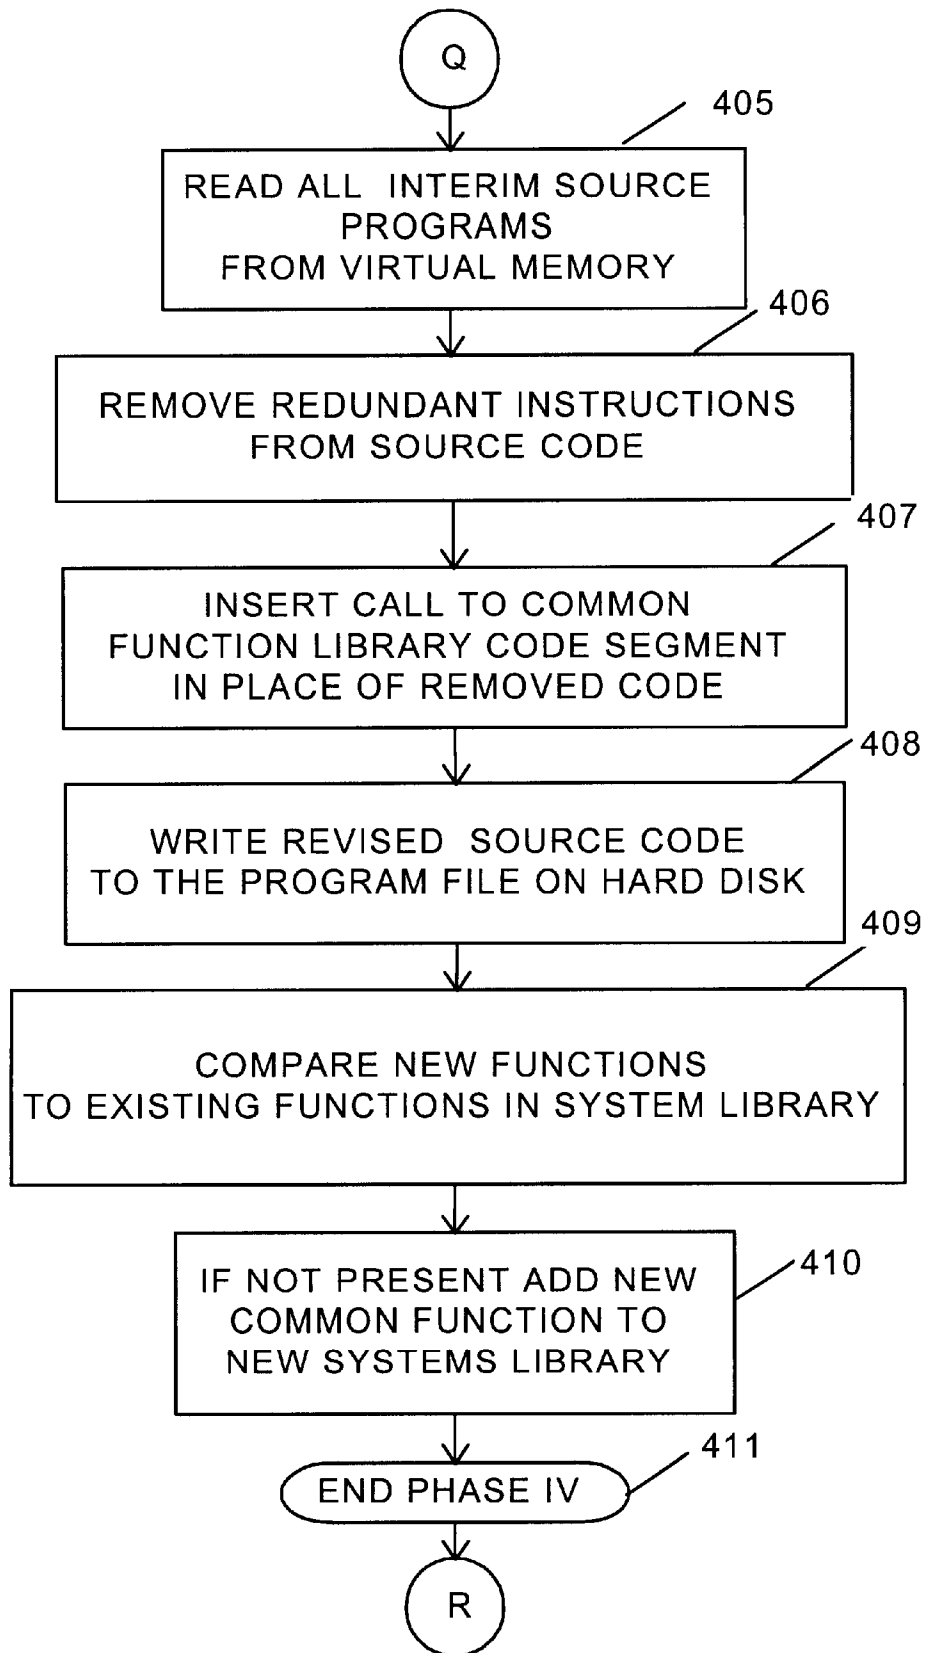 Q
405
READ ALL INTERIM SOURCE
PROGRAMS
FROM VIRTUAL MEMORY
406
REMOVE REDUNDANT INSTRUCTIONS
FROM SOURCE CODE
407
INSERT CALL TO COMMON
FUNCTION LIBRARY CODE SEGMENT
IN PLACE OF REMOVED CODE
408
WRITE REVISED SOURCE CODE
TO THE PROGRAM FILE ON HARD DISK
409
COMPARE NEW FUNCTIONS
TO EXISTING FUNCTIONS IN SYSTEM LIBRARY
410
IF NOT PRESENT ADD NEW
COMMON FUNCTION TO
NEW SYSTEMS LIBRARY
411
END PHASE IV
R